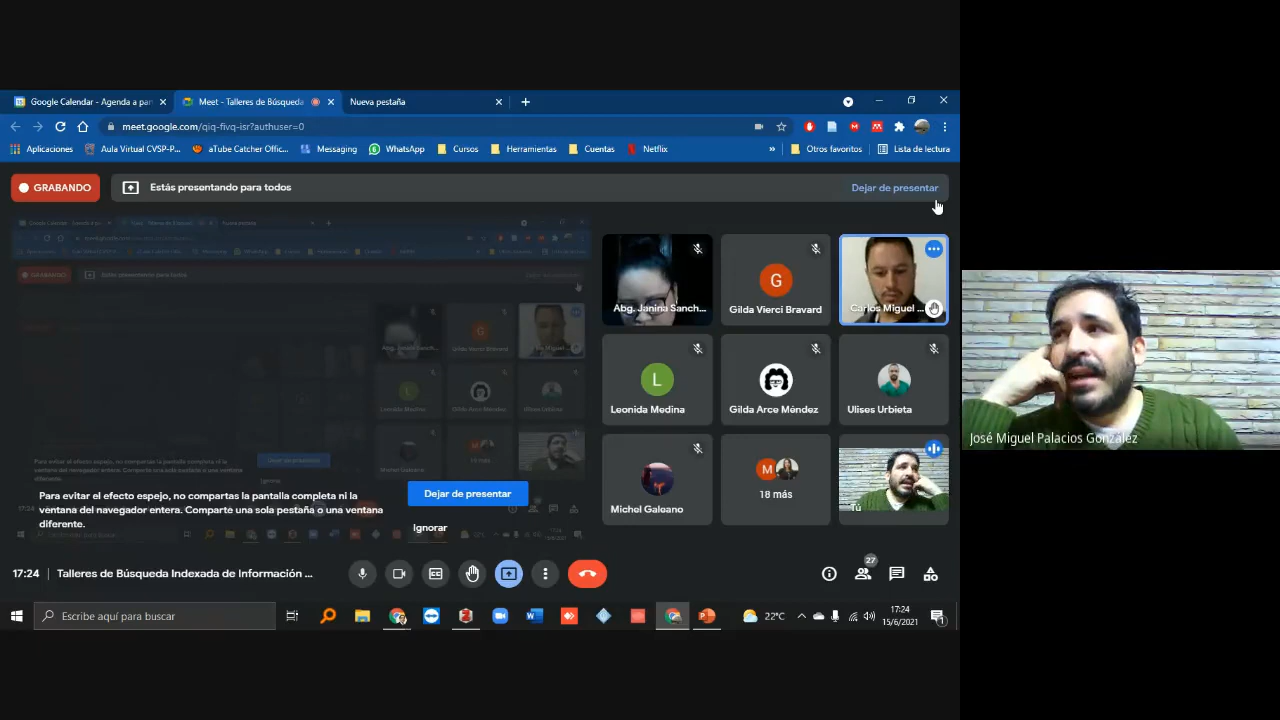 Google Calendar - Agenda a par
Meet - Talleres de Búsqueda
Nueva pestaña
meet.google.com/qiq-fivq-isr?authuser=0
Aplicaciones
Aula Virtual CVSP-P...
aTube Catcher Offic...
Messaging
WhatsApp
Cursos
Herramientas
Cuentas
Netflix
»
Otros favoritos
Lista de lectura
GRABANDO
Estás presentando para todos
Dejar de presentar
Abg. Janina Sanch...
G
Gilda Vierci Bravard
Carlos Miguel ...
L
Leonida Medina
Gilda Arce Méndez
Ulises Urbieta
Michel Galeano
M
18 más
Tú
José Miguel Palacios González
Para evitar el efecto espejo, no compartas la pantalla completa ni la
ventana del navegador entera. Comparte una sola pestaña o una ventana
diferente.
Dejar de presentar
Ignorar
17:24 | Talleres de Búsqueda Indexada de Información ...
27
Escribe aquí para buscar
22°C
17:24
15/6/2021
1